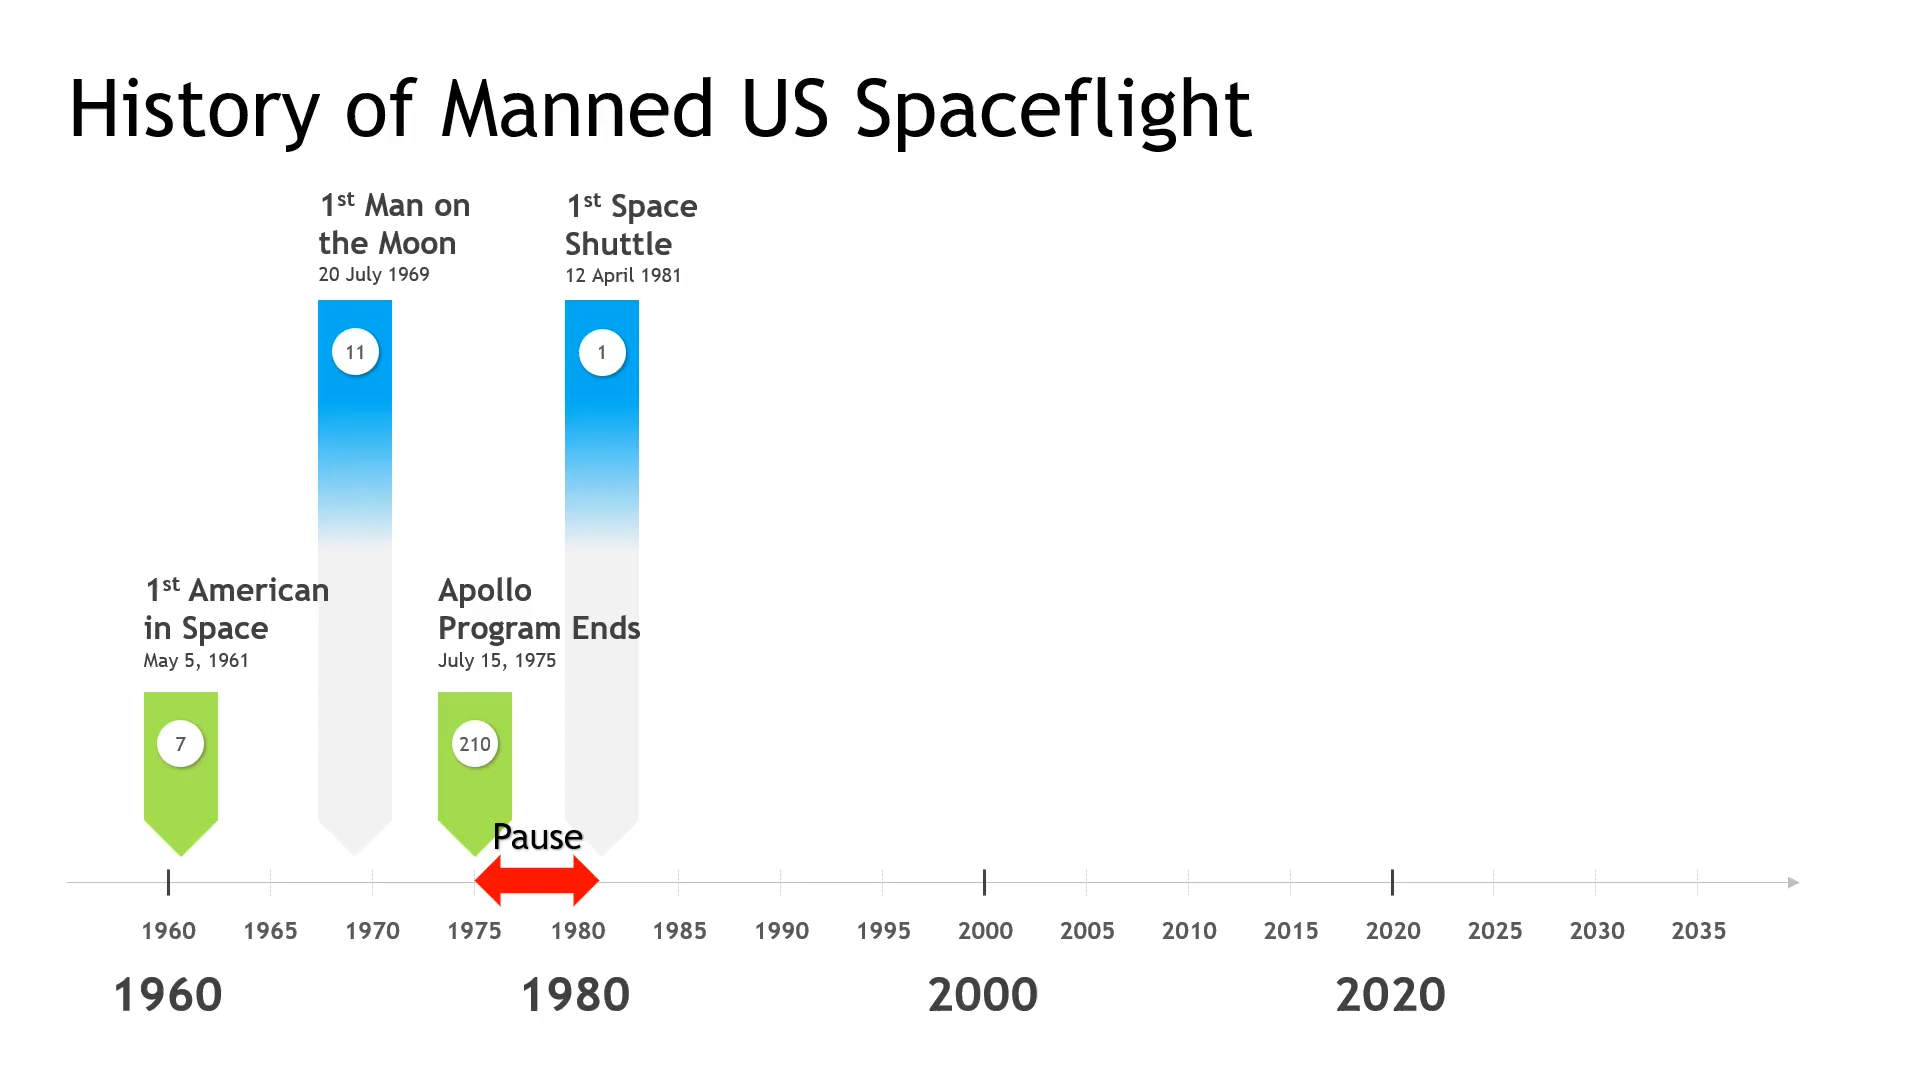 History of Manned US Spaceflight
1st Man on
the Moon
20 July 1969
1st Space
Shuttle
12 April 1981
11
1
1st American
in Space
May 5, 1961
Apollo
Program Ends
July 15, 1975
7
210
Pause
1960 1965 1970 1975 1980 1985 1990 1995 2000 2005 2010 2015 2020 2025 2030 2035
1960 1980 2000 2020